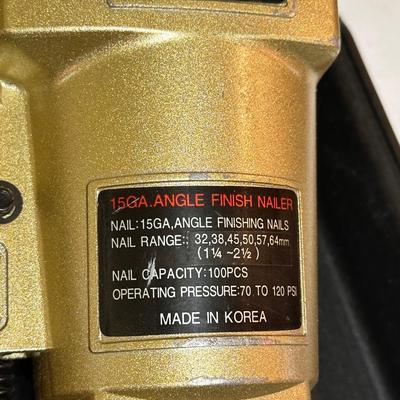 15GA.ANGLE FINISH NAILER
NAIL:15GA,ANGLE FINISHING NAILS
NAIL RANGE:; 32,38,45,50,57,64mm
(1¼ ~2½ )
NAIL CAPACITY:100PCS
OPERATING PRESSURE:70 TO 120 PSI
MADE IN KOREA